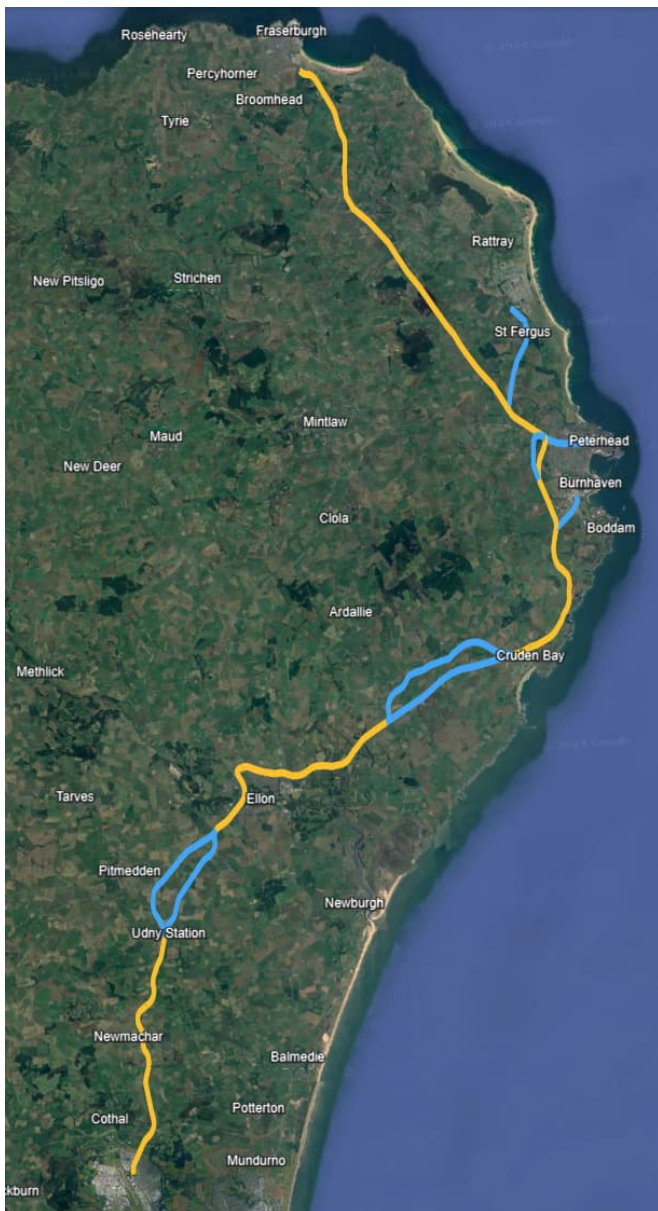 Fraserburgh
Rosehearty
Percyhorner
Broomhead
Tyrie
Rattray
New Pitsligo
Strichen
St Fergus
Mintlaw
Maud
Peterhead
New Deer
Burnhaven
Clola
Boddam
Ardallie
Cruden Bay
Methlick
Tarves
Ellon
Pitmedden
Newburgh
Udny Station
Newmachar
Balmedie
Potterton
Cothal
Mundurno
ckburn